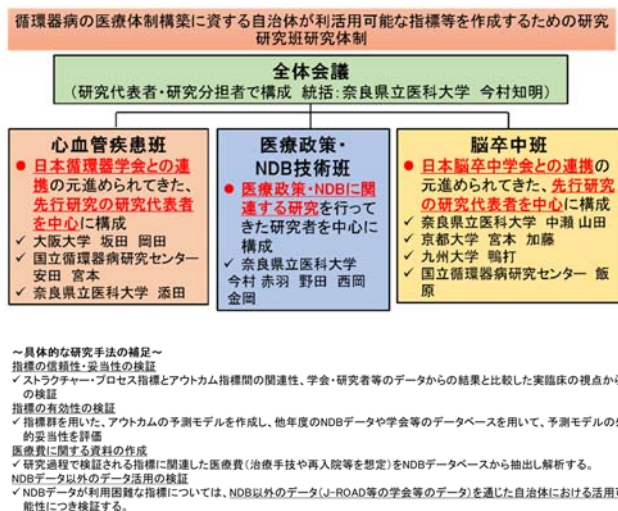 循環器病の医療体制構築に資する自治体が利活用可能な指標等を作成するための研究
研究班研究体制
全体会議
(研究代表者・研究分担者で構成 統括:奈良県立医科大学 今村知明)
心血管疾患班
● 日本循環器学会との連
携の元進められてきた、
先行研究の研究代表者
を中心に構成
✓ 大阪大学 坂田 岡田
✓ 国立循環器病研究センター
安田 宮本
✓ 奈良県立医科大学 添田
医療政策・
NDB技術班
● 医療政策・NDBに関
連する研究を行って
きた研究者を中心に
構成
✓ 奈良県立医科大学
今村 赤羽 野田 西岡
金岡
脳卒中班
● 日本脳卒中学会との連携の
元進められてきた、先行研究
の研究代表者を中心に構成
✓ 奈良県立医科大学 中瀬 山田
✓ 京都大学 宮本 加藤
✓ 九州大学 鴨打
✓ 国立循環器病研究センター 飯
原
~具体的な研究手法の補足~
指標の信頼性・妥当性の検証
✓ ストラクチャー・プロセス指標とアウトカム指標間の関連性、学会・研究者等のデータからの結果と比較した実臨床の視点から
の検証
指標の有効性の検証
✓ 指標群を用いた、アウトカムの予測モデルを作成し、他年度のNDBデータや学会等のデータベースを用いて、予測モデルの
的妥当性を評価
医療費に関する資料の作成
✓ 研究過程で検証される指標に関連した医療費(治療手技や再入院等を想定)をNDBデータベースから抽出し解析する。
NDBデータ以外のデータ活用の検証
✓ NDBデータが利用困難な指標については、NDB以外のデータ(J-ROAD等の学会等のデータ)を通じた自治体における活用可
能性につき検証する。